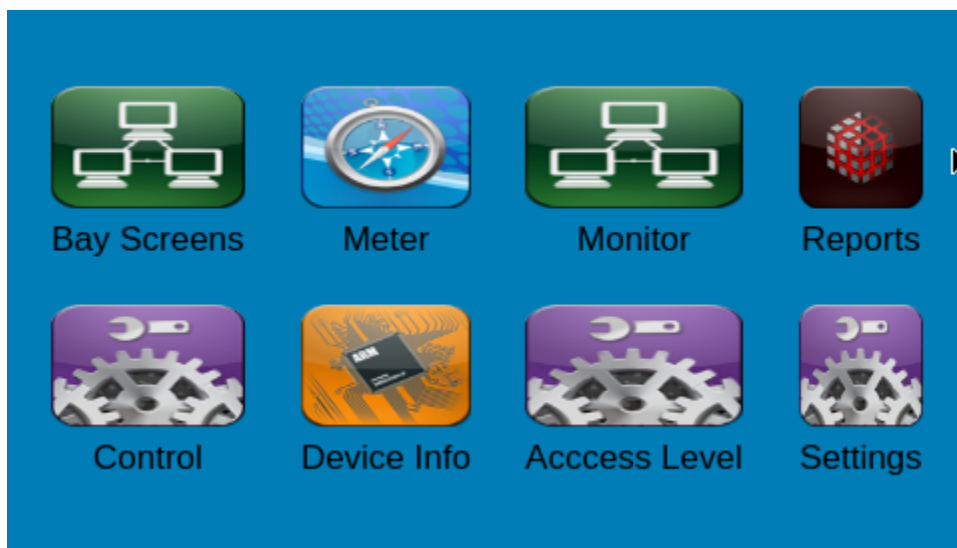 Bay Screens
Meter
Monitor
Reports
ARM
Control
Device Info
Acccess Level
Settings